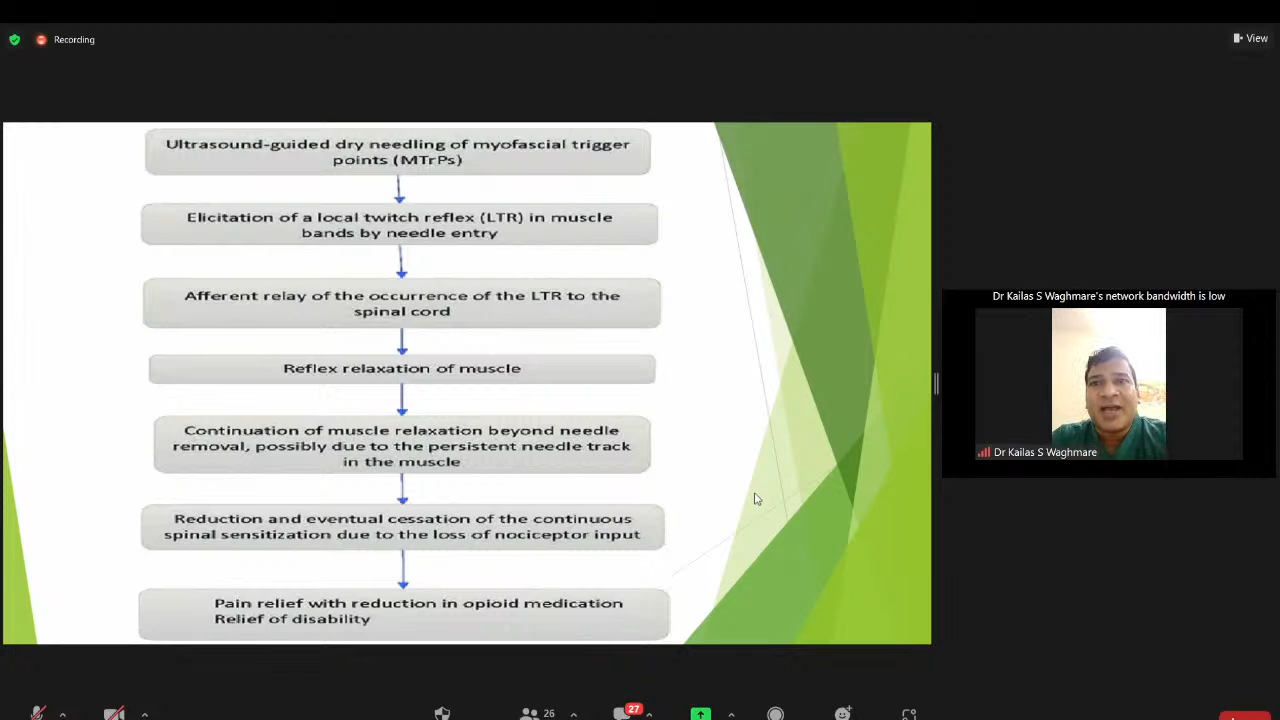 Recording
View
Ultrasound-guided dry needling of myofascial trigger
points (MTrPs)
Elicitation of a local twitch reflex (LTR) in muscle
bands by needle entry
Afferent relay of the occurrence of the LTR to the
spinal cord
Reflex relaxation of muscle
Continuation of muscle relaxation beyond needle
removal, possibly due to the persistent needle track
in the muscle
Reduction and eventual cessation of the continuous
spinal sensitization due to the loss of nociceptor input
Pain relief with reduction in opioid medication
Relief of disability
Dr Kailas S Waghmare's network bandwidth is low
Dr Kailas S Waghmare
26
27